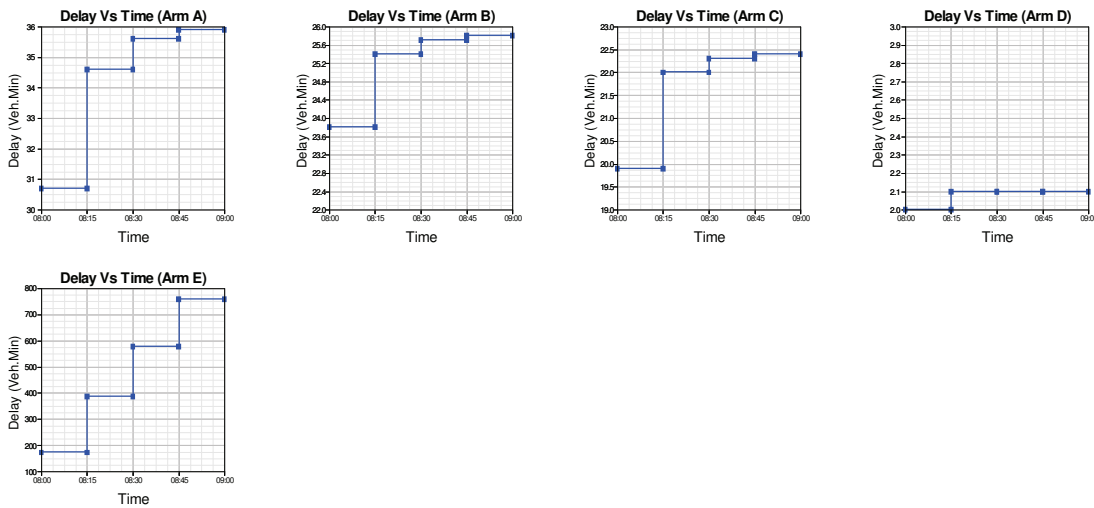 Delay Vs Time (Arm A)
Delay (Veh.Min)
36
35
34
33
32
31
30
08:00 08:15 08:30 08:45 09:00
Time
Delay Vs Time (Arm B)
Delay (Veh.Min)
26.0
25.6
25.2
24.8
24.4
24.0
23.6
23.2
22.8
22.4
22.0
08:00 08:15 08:30 08:45 09:00
Time
Delay Vs Time (Arm C)
Delay (Veh.Min)
23.0
22.5
22.0
21.5
21.0
20.5
20.0
19.5
19.0
08:00 08:15 08:30 08:45 09:00
Time
Delay Vs Time (Arm D)
Delay (Veh.Min)
3.0
2.9
2.8
2.7
2.6
2.5
2.4
2.3
2.2
2.1
2.0
08:00 08:15 08:30 08:45 09:0
Time
Delay Vs Time (Arm E)
Delay (Veh.Min)
800
700
600
500
400
300
200
100
08:00 08:15 08:30 08:45 09:00
Time